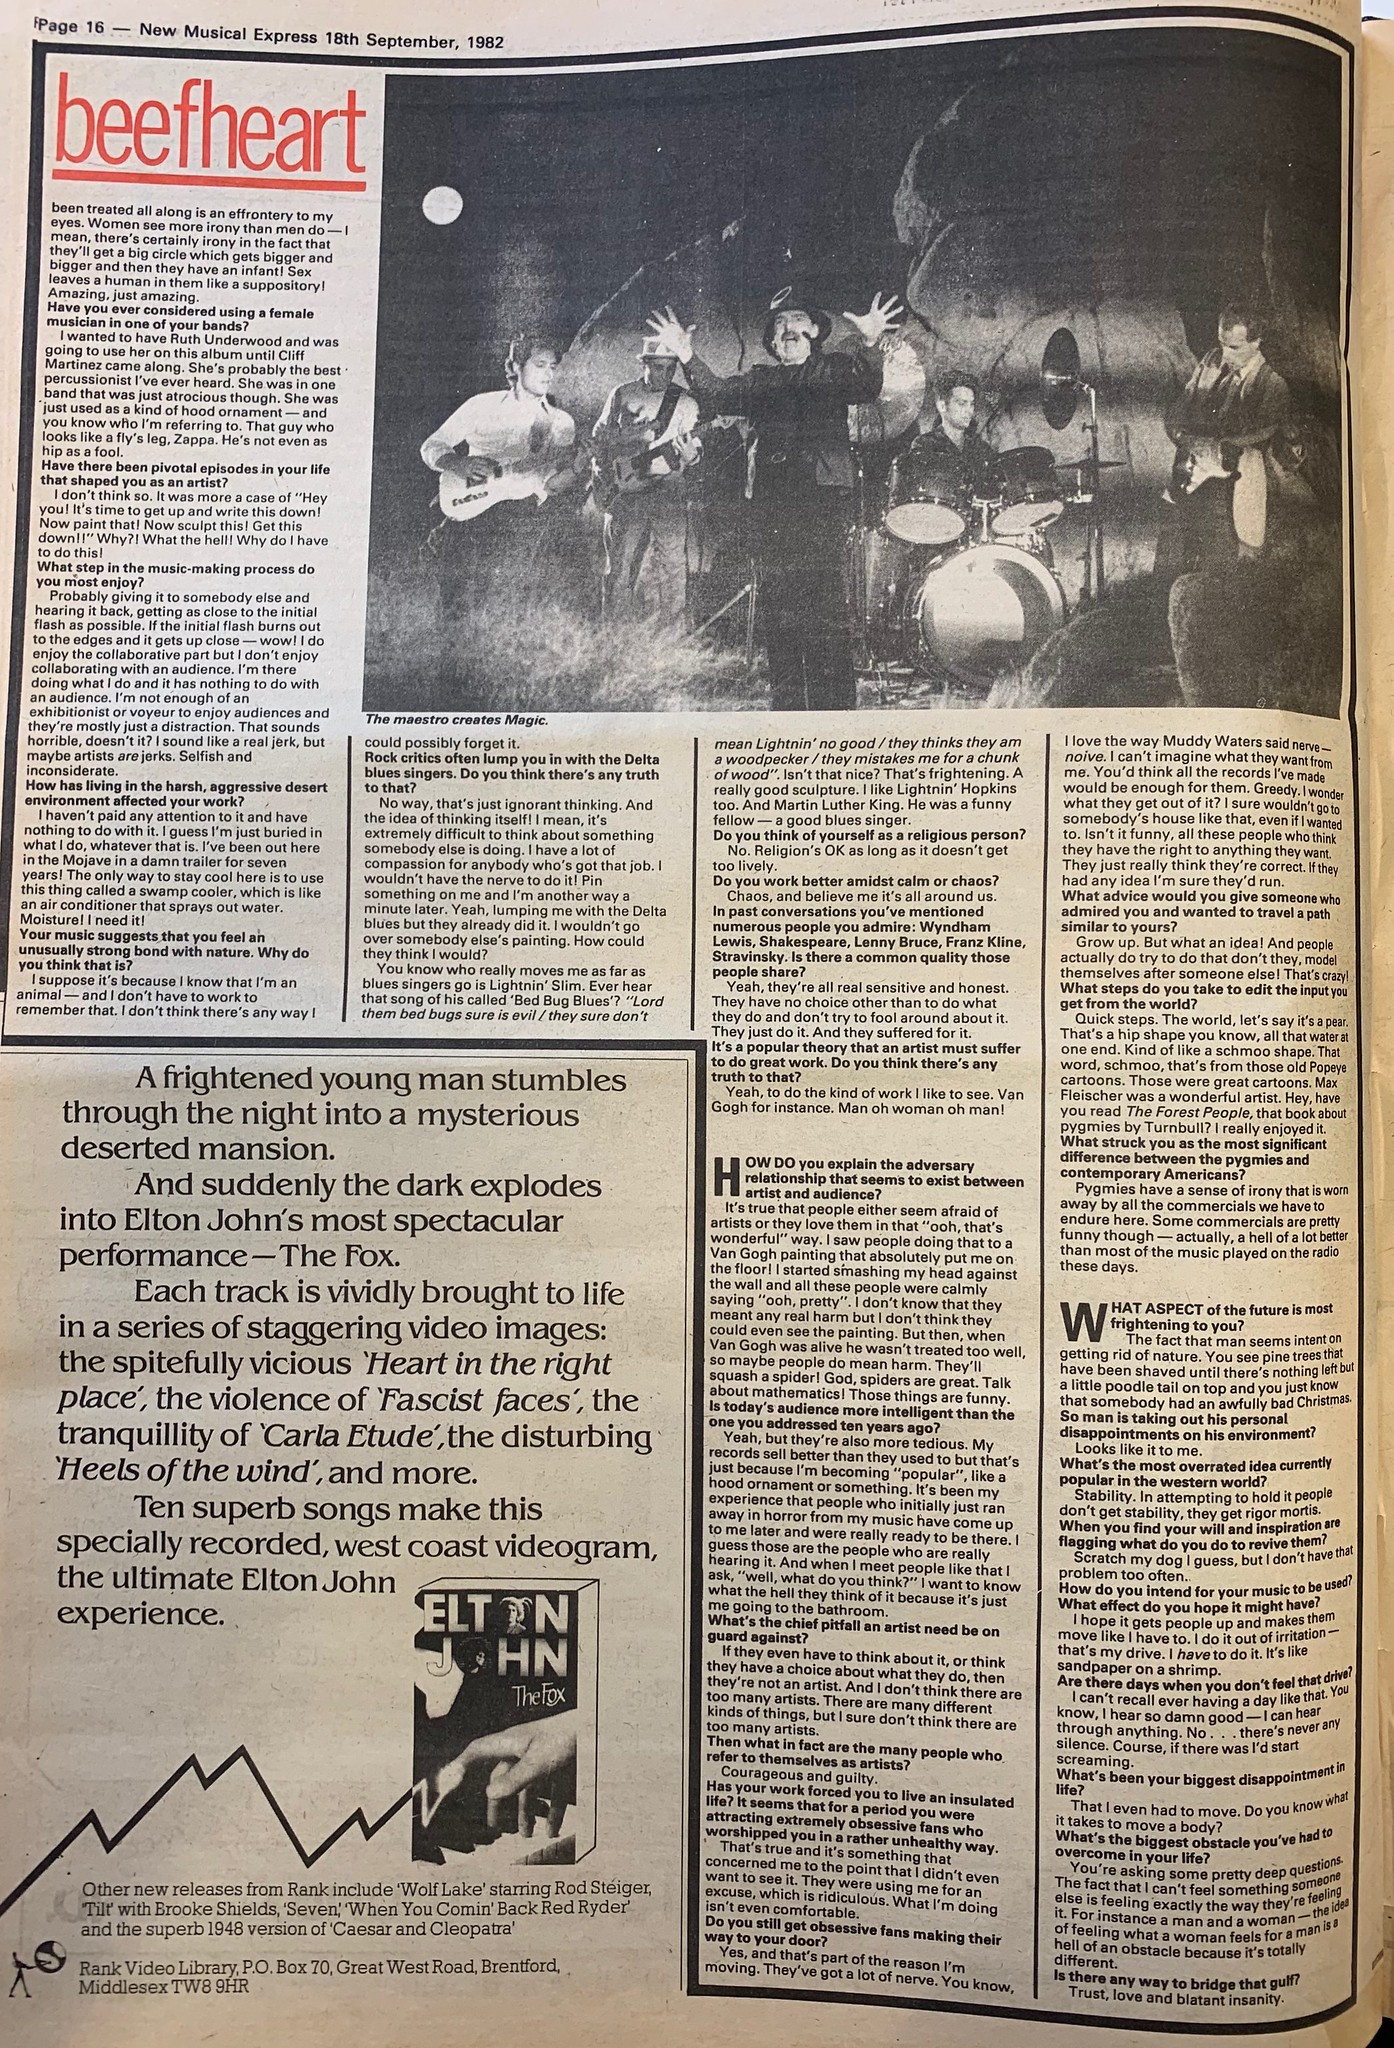 Page 16 — New Musical Express 18th September, 1982
beefheart
been treated all along is an effrontery to my
eyes. Women see more irony than men do — I
mean, there's certainly irony in the fact that
they'll get a big circle which gets bigger and
bigger and then they have an infant! Sex
leaves a human in them like a suppository!
Amazing, just amazing.
Have you ever considered using a female
musician in one of your bands?
I wanted to have Ruth Underwood and was
going to use her on this album until Cliff
Martinez came along. She's probably the best
percussionist I've ever heard. She was in one
band that was just atrocious though. She was
just used as a kind of hood ornament — and
you know who I'm referring to. That guy who
looks like a fly's leg, Zappa. He's not even as
hip as a fool.
Have there been pivotal episodes in your life
that shaped you as an artist?
I don't think so. It was more a case of "Hey
you! It's time to get up and write this down!
Now paint that! Now sculpt this! Get this
down!!" Why?! What the hell! Why do I have
to do this!
What step in the music-making process do
you most enjoy?
Probably giving it to somebody else and
hearing it back, getting as close to the initial
flash as possible. If the initial flash burns out
to the edges and it gets up close — wow! I do
enjoy the collaborative part but I don't enjoy
collaborating with an audience. I'm there
doing what I do and it has nothing to do with
an audience. I'm not enough of an
exhibitionist or voyeur to enjoy audiences and
they're mostly just a distraction. That sounds
horrible, doesn't it? I sound like a real jerk, but
maybe artists are jerks. Selfish and
inconsiderate.
How has living in the harsh, aggressive desert
environment affected your work?
I haven't paid any attention to it and have
nothing to do with it. I guess I'm just buried in
what I do, whatever that is. I've been out here
in the Mojave in a damn trailer for seven
years! The only way to stay cool here is to use
this thing called a swamp cooler, which is like
an air conditioner that sprays out water.
Moisture! I need it!
Your music suggests that you feel an
unusually strong bond with nature. Why do
you think that is?
I suppose it's because I know that I'm an
animal — and I don't have to work to
remember that. I don't think there's any way I
The maestro creates Magic.
could possibly forget it.
Rock critics often lump you in with the Delta
blues singers. Do you think there's any truth
to that?
No way, that's just ignorant thinking. And
the idea of thinking itself! I mean, it's
extremely difficult to think about something
somebody else is doing. I have a lot of
compassion for anybody who's got that job. I
wouldn't have the nerve to do it! Pin
something on me and I'm another way a
minute later. Yeah, lumping me with the Delta
blues but they already did it. I wouldn't go
over somebody else's painting. How could
they think I would?
You know who really moves me as far as
blues singers go is Lightnin' Slim. Ever hear
that song of his called 'Bed Bug Blues'? "Lord
them bed bugs sure is evil / they sure don't
mean Lightnin' no good / they thinks they am
a woodpecker / they mistakes me for a chunk
of wood". Isn't that nice? That's frightening. A
really good sculpture. I like Lightnin' Hopkins
too. And Martin Luther King. He was a funny
fellow — a good blues singer.
Do you think of yourself as a religious person?
No. Religion's OK as long as it doesn't get
too lively.
Do you work better amidst calm or chaos?
Chaos, and believe me it's all around us.
In past conversations you've mentioned
numerous people you admire: Wyndham
Lewis, Shakespeare, Lenny Bruce, Franz Kline,
Stravinsky. Is there a common quality those
people share?
Yeah, they're all real sensitive and honest.
They have no choice other than to do what
they do and don't try to fool around about it.
They just do it. And they suffered for it.
It's a popular theory that an artist must suffer
to do great work. Do you think there's any
truth to that?
Yeah, to do the kind of work I like to see. Van
Gogh for instance. Man oh woman oh man!
HOW DO you explain the adversary
relationship that seems to exist between
artist and audience?
It's true that people either seem afraid of
artists or they love them in that "ooh, that's
wonderful" way. I saw people doing that to a
Van Gogh painting that absolutely put me on
the floor! I started smashing my head against
the wall and all these people were calmly
saying "ooh, pretty". I don't know that they
meant any real harm but I don't think they
could even see the painting. But then, when
Van Gogh was alive he wasn't treated too well,
so maybe people do mean harm. They'll
squash a spider! God, spiders are great. Talk
about mathematics! Those things are funny.
Is today's audience more intelligent than the
one you addressed ten years ago?
Yeah, but they're also more tedious. My
records sell better than they used to but that's
just because I'm becoming "popular", like a
hood ornament or something. It's been my
experience that people who initially just ran
away in horror from my music have come up
to me later and were really ready to be there. I
guess those are the people who are really
hearing it. And when I meet people like that I
ask, "well, what do you think?" I want to know
what the hell they think of it because it's just
me going to the bathroom.
What's the chief pitfall an artist need be on
guard against?
If they even have to think about it, or think
they have a choice about what they do, then
they're not an artist. And I don't think there are
too many artists. There are many different
kinds of things, but I sure don't think there are
too many artists.
Then what in fact are the many people who
refer to themselves as artists?
Courageous and guilty.
Has your work forced you to live an insulated
life? It seems that for a period you were
attracting extremely obsessive fans who
worshipped you in a rather unhealthy way.
That's true and it's something that
concerned me to the point that I didn't even
want to see it. They were using me for an
excuse, which is ridiculous. What I'm doing
isn't even comfortable.
Do you still get obsessive fans making their
way to your door?
Yes, and that's part of the reason I'm
moving. They've got a lot of nerve. You know,
I love the way Muddy Waters said nerve —
noive. I can't imagine what they want from
me. You'd think all the records I've made
would be enough for them. Greedy. I wonder
what they get out of it? I sure wouldn't go to
somebody's house like that, even if I wanted
to. Isn't it funny, all these people who think
they have the right to anything they want.
They just really think they're correct. If they
had any idea I'm sure they'd run.
What advice would you give someone who
admired you and wanted to travel a path
similar to yours?
Grow up. But what an idea! And people
actually do try to do that don't they, model
themselves after someone else! That's crazy!
What steps do you take to edit the input you
get from the world?
Quick steps. The world, let's say it's a pear.
That's a hip shape you know, all that water at
one end. Kind of like a schmoo shape. That
word, schmoo, that's from those old Popeye
cartoons. Those were great cartoons. Max
Fleischer was a wonderful artist. Hey, have
you read The Forest People, that book about
pygmies by Turnbull? I really enjoyed it.
What struck you as the most significant
difference between the pygmies and
contemporary Americans?
Pygmies have a sense of irony that is worn
away by all the commercials we have to
endure here. Some commercials are pretty
funny though — actually, a hell of a lot better
than most of the music played on the radio
these days.
WHAT ASPECT of the future is most
frightening to you?
The fact that man seems intent on
getting rid of nature. You see pine trees that
have been shaved until there's nothing left but
a little poodle tail on top and you just know
that somebody had an awfully bad Christmas.
So man is taking out his personal
disappointments on his environment?
Looks like it to me.
What's the most overrated idea currently
popular in the western world?
Stability. In attempting to hold it people
don't get stability, they get rigor mortis.
When you find your will and inspiration are
flagging what do you do to revive them?
Scratch my dog I guess, but I don't have that
problem too often.
How do you intend for your music to be used?
What effect do you hope it might have?
I hope it gets people up and makes them
move like I have to. I do it out of irritation —
that's my drive. I have to do it. It's like
sandpaper on a shrimp.
Are there days when you don't feel that drive?
I can't recall ever having a day like that. You
know, I hear so damn good — I can hear
through anything. No . . . there's never any
silence. Course, if there was I'd start
screaming.
What's been your biggest disappointment in
life?
That I even had to move. Do you know what
it takes to move a body?
What's the biggest obstacle you've had to
overcome in your life?
You're asking some pretty deep questions.
The fact that I can't feel something someone
else is feeling exactly the way they're feeling
it. For instance a man and a woman — the idea
of feeling what a woman feels for a man is a
hell of an obstacle because it's totally
different.
Is there any way to bridge that gulf?
Trust, love and blatant insanity.
A frightened young man stumbles
through the night into a mysterious
deserted mansion.
And suddenly the dark explodes
into Elton John's most spectacular
performance — The Fox.
Each track is vividly brought to life
in a series of staggering video images:
the spitefully vicious 'Heart in the right
place', the violence of 'Fascist faces', the
tranquillity of 'Carla Etude', the disturbing
'Heels of the wind', and more.
Ten superb songs make this
specially recorded, west coast videogram,
the ultimate Elton John
experience.
ELTON
JOHN
The Fox
Other new releases from Rank include 'Wolf Lake' starring Rod Steiger,
'Tilt' with Brooke Shields, 'Seven', 'When You Comin' Back Red Ryder'
and the superb 1948 version of 'Caesar and Cleopatra'
Rank Video Library, P.O. Box 70, Great West Road, Brentford,
Middlesex TW8 9HR